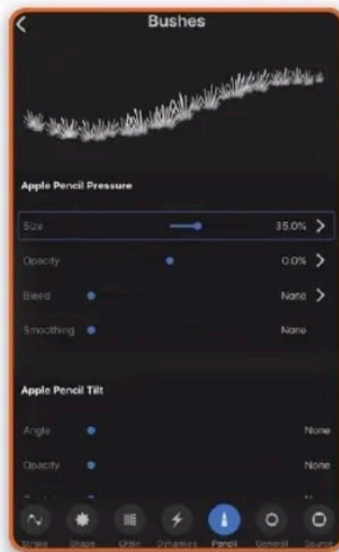 Bushes
Apple Pencil Pressure
Size 35.0%
Opacity 0.0%
Bleed None
Smoothing None
Apple Pencil Tilt
Angle None
Opacity None
Stroke Shape Grain Dynamics Pencil General Source